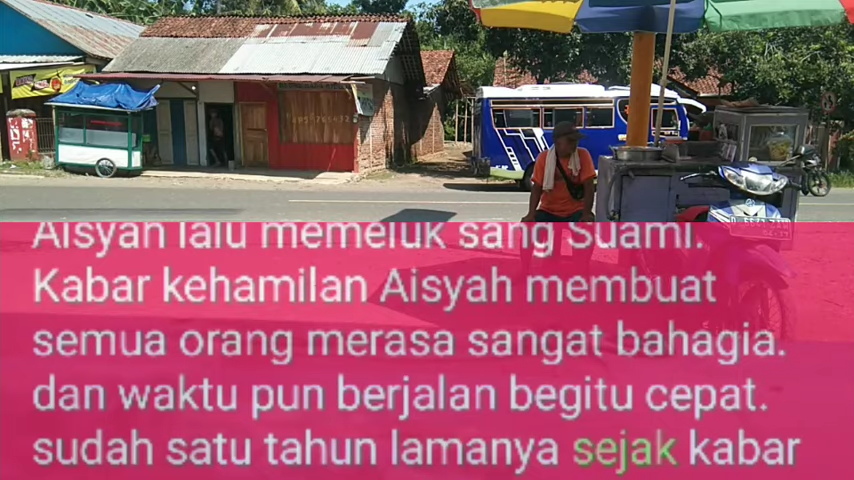 Aisyah lalu memeluk sang Suami.
Kabar kehamilan Aisyah membuat
semua orang merasa sangat bahagia.
dan waktu pun berjalan begitu cepat.
sudah satu tahun lamanya sejak kabar